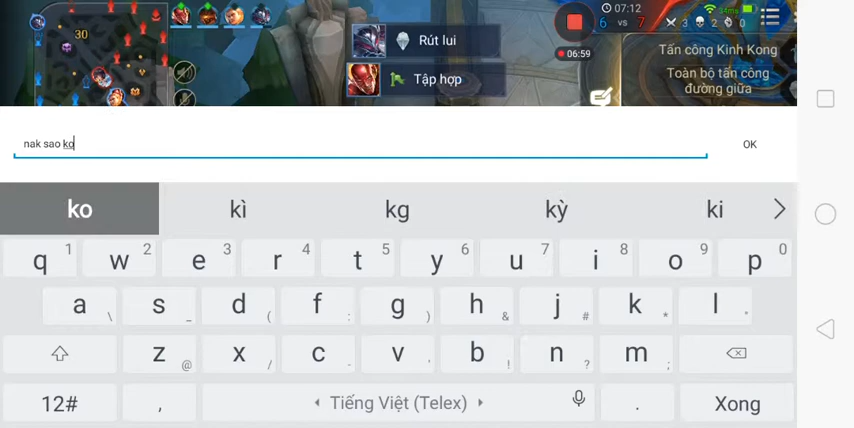 30
07:12
34ms
6 vs 7
3 2 0
Rút lui
06:59
Tấn công Kinh Kong
Tập hợp
Toàn bộ tấn công
đường giữa
nak sao ko
OK
ko kì kg kỳ ki
q 1 w 2 e 3 r 4 t 5 y 6 u 7 i 8 o 9 p 0
a \ s _ d ( f : g ) h & j # k * l "
z @ x / c - v ' b ! n ? m ;
12# , Tiếng Việt (Telex) . Xong